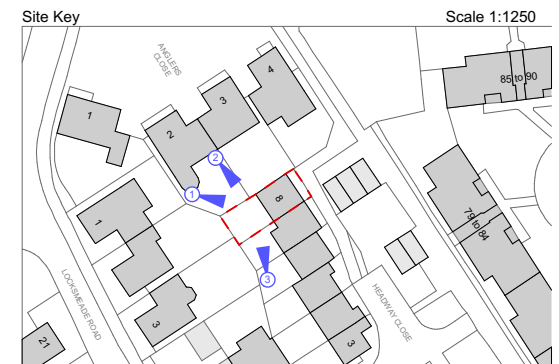 Site Key
Scale 1:1250
ANGLERS
CLOSE
4
3
85 to 90
1
2
2
1
8
1
79 to 84
3
LOCKSMEADE ROAD
HEADWAY CLOSE
3
21
3